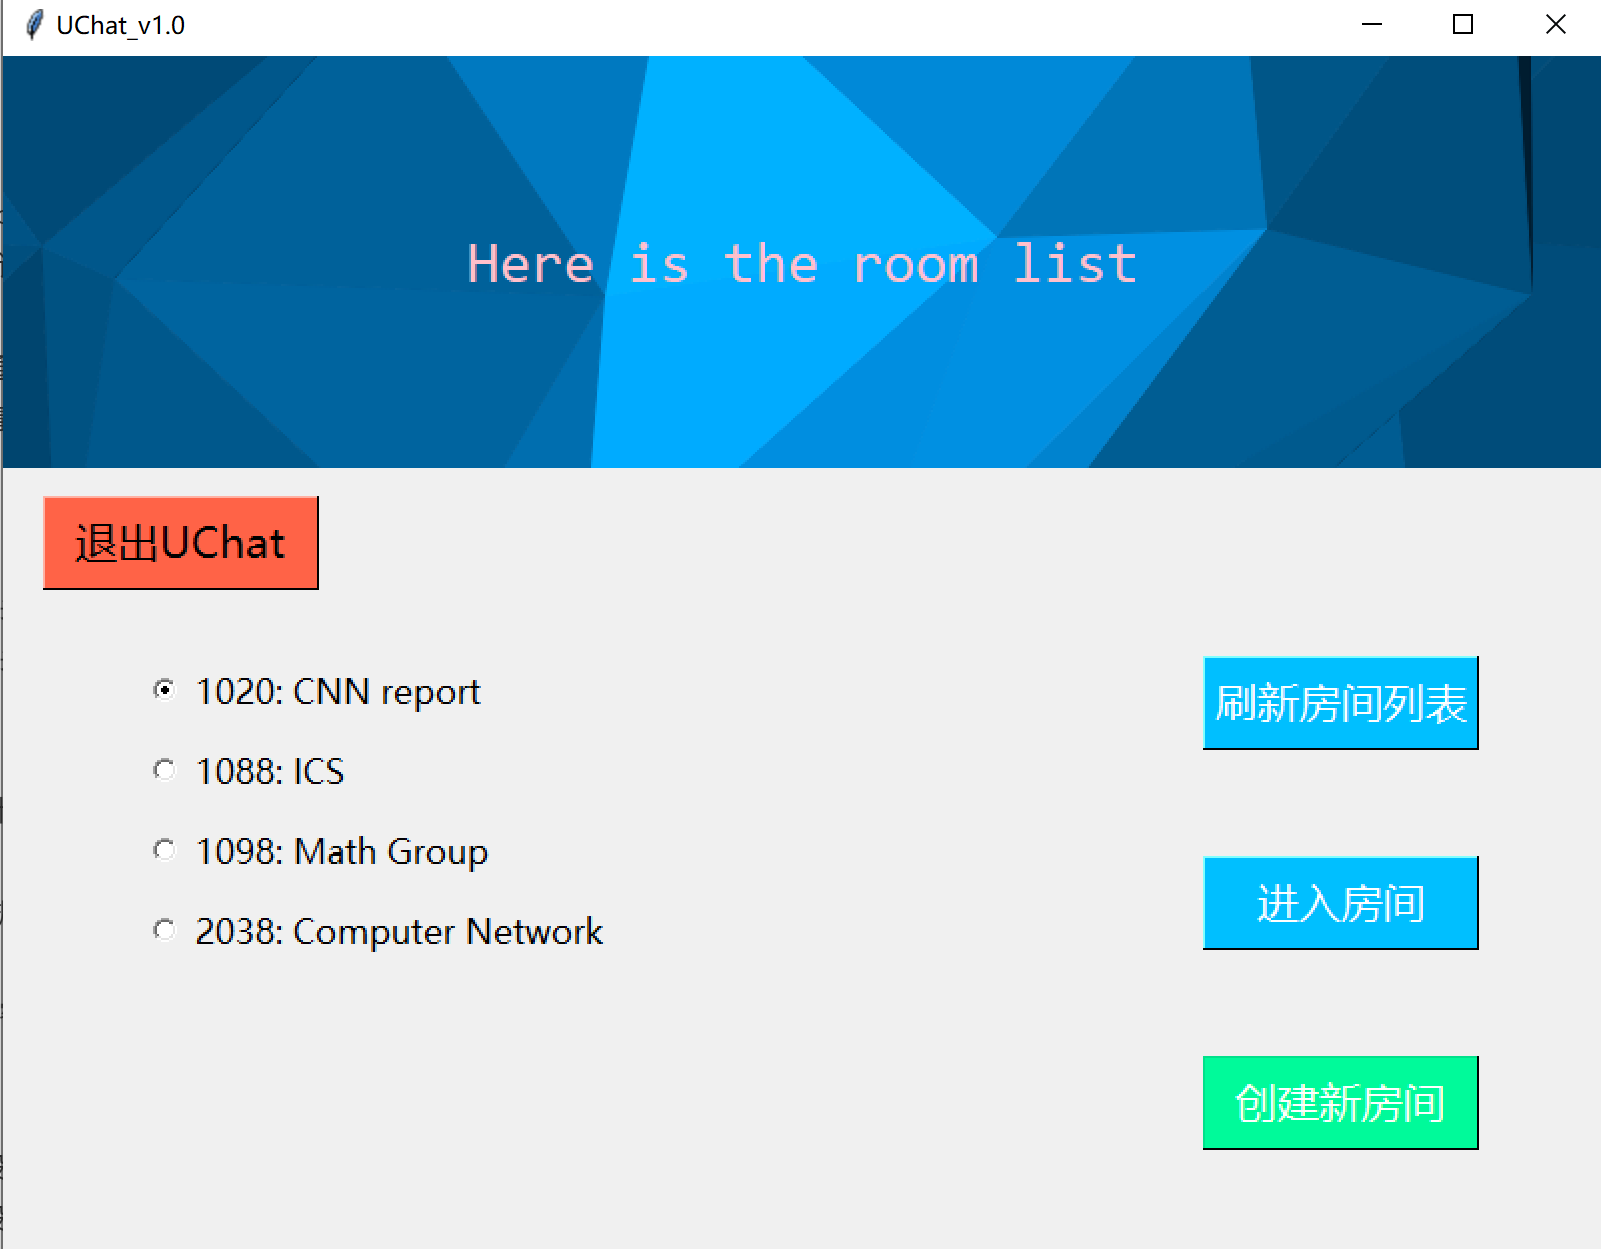 UChat_v1.0
Here is the room list
退出UChat
1020: CNN report
1088: ICS
1098: Math Group
2038: Computer Network
刷新房间列表
进入房间
创建新房间